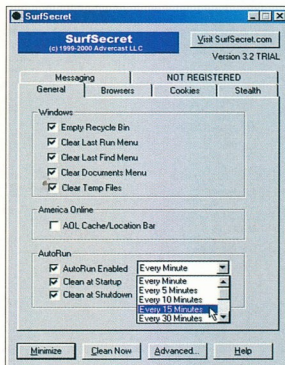 SurfSecret
SurfSecret
(c) 1999-2000 Advercast LLC
Visit SurfSecret.com
Version 3.2 TRIAL
Messaging
NOT REGISTERED
General
Browsers
Cookies
Stealth
Windows
Empty Recycle Bin
Clear Last Run Menu
Clear Last Find Menu
Clear Documents Menu
Clear Temp Files
America Online
AOL Cache/Location Bar
AutoRun
AutoRun Enabled
Every Minute
Clean at Startup
Clean at Shutdown
Every Minute
Every 5 Minutes
Every 10 Minutes
Every 15 Minutes
Every 30 Minutes
Minimize
Clean Now
Advanced...
Help